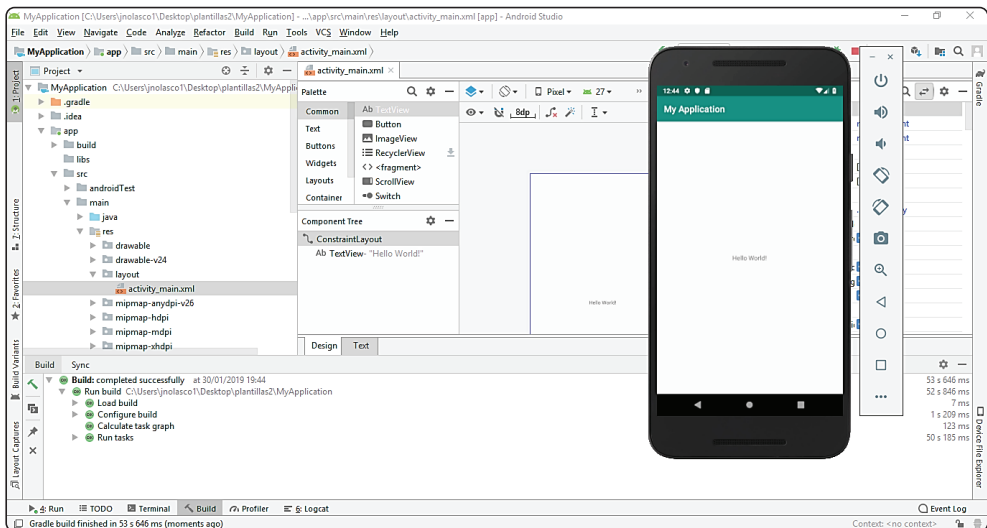 MyApplication [C:\Users\jnolasco1\Desktop\plantillas2\MyApplication] - ...\app\src\main\res\layout\activity_main.xml [app] - Android Studio
File Edit View Navigate Code Analyze Refactor Build Run Tools VCS Window Help
MyApplication app src main res layout activity_main.xml
1: Project
Z: Structure
2: Favorites
Build Variants
Layout Captures
Project
MyApplication C:\Users\jnolasco1\Desktop\plantillas2\MyAppli
.gradle
.idea
app
build
libs
src
androidTest
main
java
res
drawable
drawable-v24
layout
activity_main.xml
mipmap-anydpi-v26
mipmap-hdpi
mipmap-mdpi
mipmap-xhdpi
activity_main.xml
Palette
Common
Text
Buttons
Widgets
Layouts
Container
Ab TextView
Button
ImageView
RecyclerView
<> <fragment>
ScrollView
Switch
Component Tree
ConstraintLayout
Ab TextView- "Hello World!"
Pixel 27 »
8dp
Hello World!
Design Text
12:44
My Application
Hello World!
Gradle
Device File Explorer
Build Sync
Build: completed successfully at 30/01/2019 19:44 53 s 646 ms
Run build C:\Users\jnolasco1\Desktop\plantillas2\MyApplication 52 s 846 ms
Load build 7 ms
Configure build 1 s 209 ms
Calculate task graph 123 ms
Run tasks 50 s 185 ms
4: Run TODO Terminal Build Profiler 6: Logcat Event Log
Gradle build finished in 53 s 646 ms (moments ago) Context: <no context>